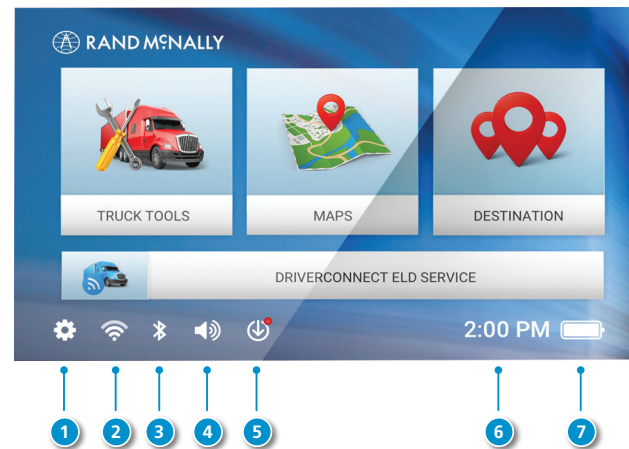 RAND MCNALLY
TRUCK TOOLS
MAPS
DESTINATION
DRIVERCONNECT ELD SERVICE
2:00 PM
1 2 3 4 5 6 7